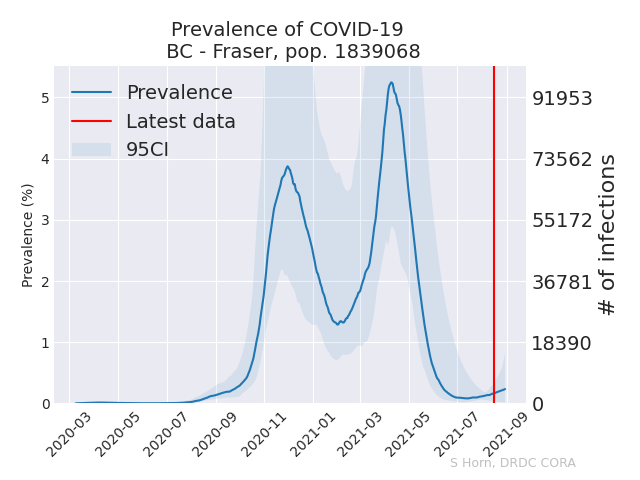 Prevalence of COVID-19
BC - Fraser, pop. 1839068
Prevalence
Latest data
95CI
Prevalence (%)
5
4
3
2
1
0
91953
73562
55172
36781
18390
0
# of infections
2020-03
2020-05
2020-07
2020-09
2020-11
2021-01
2021-03
2021-05
2021-07
2021-09
S Horn, DRDC CORA